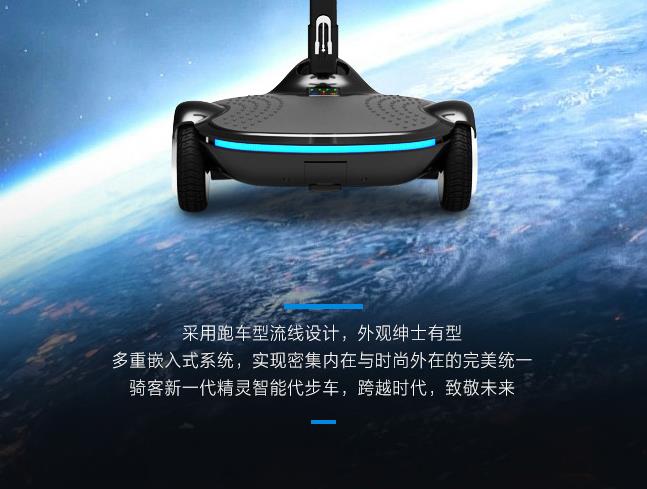 采用跑车型流线设计，外观绅士有型
多重嵌入式系统，实现密集内在与时尚外在的完美统一
骑客新一代精灵智能代步车，跨越时代，致敬未来